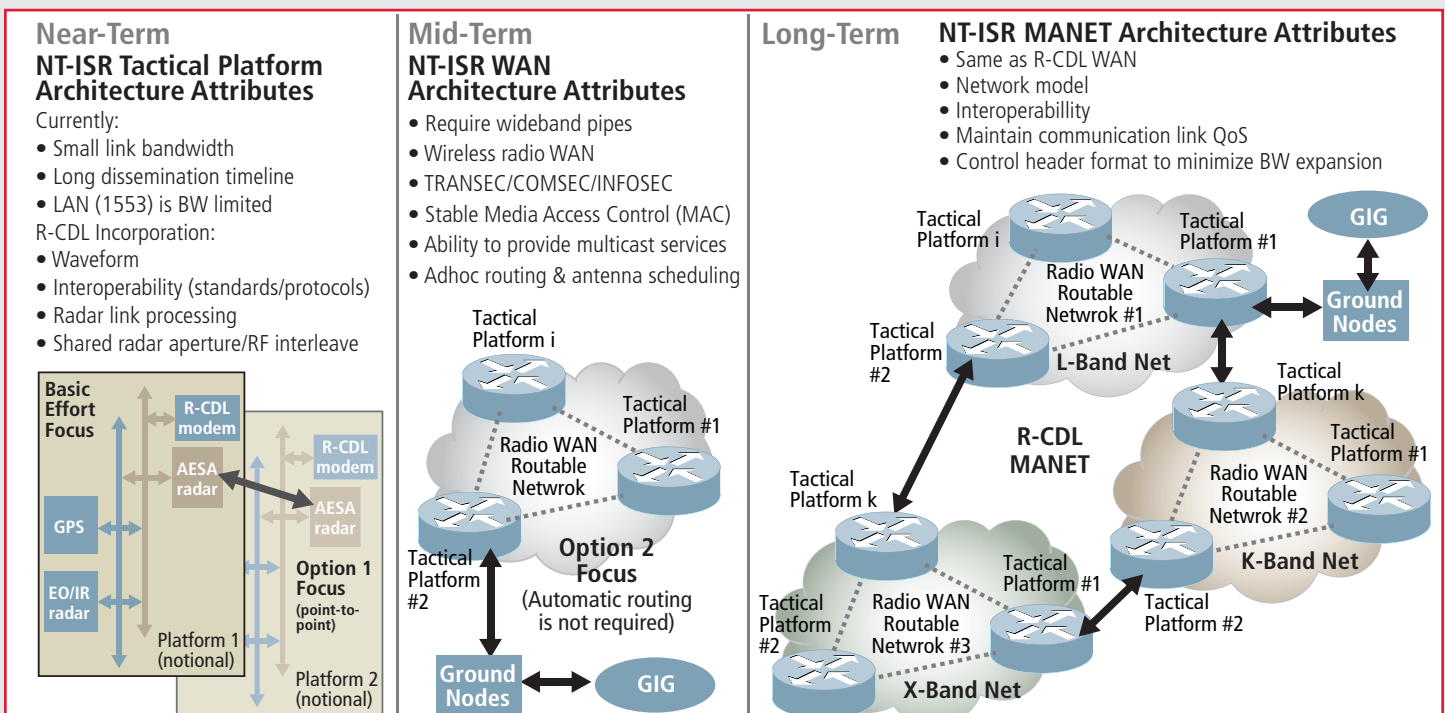 Near-Term
NT-ISR Tactical Platform
Architecture Attributes
Currently:
• Small link bandwidth
• Long dissemination timeline
• LAN (1553) is BW limited
R-CDL Incorporation:
• Waveform
• Interoperability (standards/protocols)
• Radar link processing
• Shared radar aperture/RF interleave
Basic
Effort
Focus
R-CDL
modem
AESA
radar
GPS
EO/IR
radar
Platform 1
(notional)
R-CDL
modem
AESA
radar
Option 1
Focus
(point-to-
point)
Platform 2
(notional)
Mid-Term
NT-ISR WAN
Architecture Attributes
• Require wideband pipes
• Wireless radio WAN
• TRANSEC/COMSEC/INFOSEC
• Stable Media Access Control (MAC)
• Ability to provide multicast services
• Adhoc routing & antenna scheduling
Tactical
Platform i
Tactical
Platform #1
Radio WAN
Routable
Netwrok
Tactical
Platform
#2
Option 2
Focus
(Automatic routing
is not required)
Ground
Nodes
GIG
Long-Term
NT-ISR MANET Architecture Attributes
• Same as R-CDL WAN
• Network model
• Interoperabillity
• Maintain communication link QoS
• Control header format to minimize BW expansion
Tactical
Platform i
Tactical
Platform #1
Radio WAN
Routable
Netwrok #1
Tactical
Platform
#2
L-Band Net
GIG
Ground
Nodes
R-CDL
MANET
Tactical
Platform k
Tactical
Platform #1
Radio WAN
Routable
Netwrok #2
K-Band Net
Tactical
Platform #2
Tactical
Platform k
Tactical
Platform #1
Radio WAN
Routable
Netwrok #3
Tactical
Platform
#2
X-Band Net